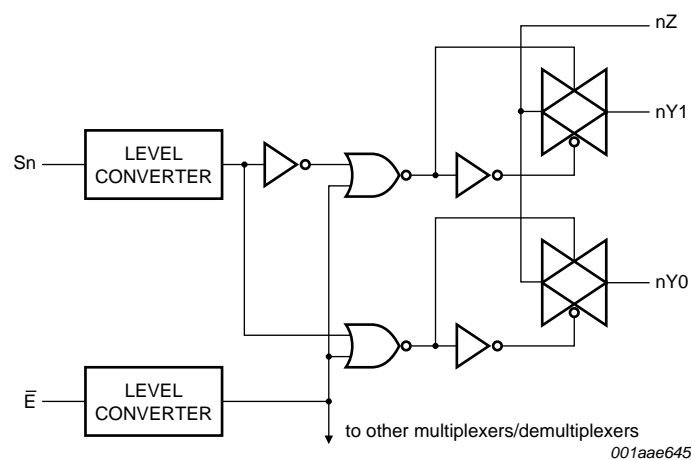 nZ
nY1
Sn
LEVEL
CONVERTER
nY0
E̅
LEVEL
CONVERTER
to other multiplexers/demultiplexers
001aae645